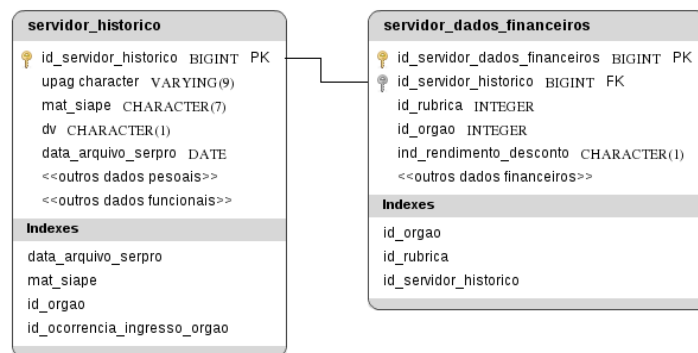 servidor_historico
id_servidor_historico BIGINT PK
upag character VARYING(9)
mat_siape CHARACTER(7)
dv CHARACTER(1)
data_arquivo_serpro DATE
<<outros dados pesoais>>
<<outros dados funcionais>>
Indexes
data_arquivo_serpro
mat_siape
id_orgao
id_ocorrencia_ingresso_orgao
servidor_dados_financeiros
id_servidor_dados_financeiros BIGINT PK
id_servidor_historico BIGINT FK
id_rubrica INTEGER
id_orgao INTEGER
ind_rendimento_desconto CHARACTER(1)
<<outros dados financeiros>>
Indexes
id_orgao
id_rubrica
id_servidor_historico